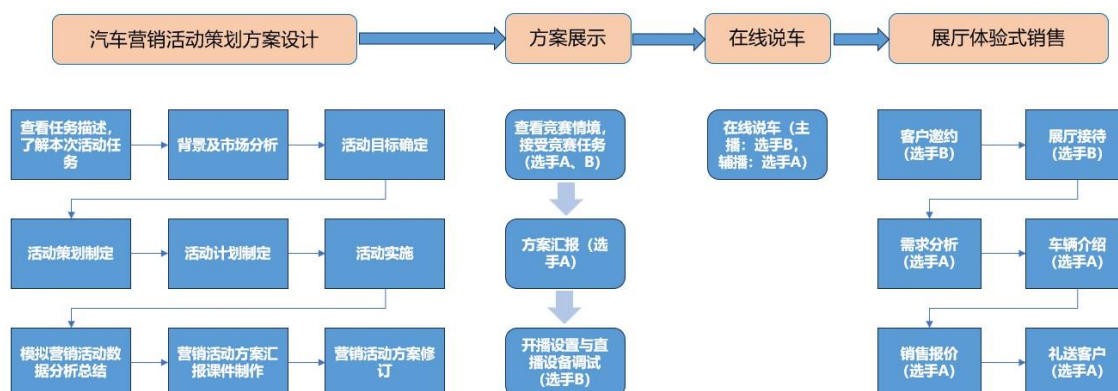 汽车营销活动策划方案设计
方案展示
在线说车
展厅体验式销售
查看任务描述，
了解本次活动任
务
背景及市场分析
活动目标确定
活动策划制定
活动计划制定
活动实施
模拟营销活动数
据分析总结
营销活动方案汇
报课件制作
营销活动方案修
订
查看竞赛情境，
接受竞赛任务
(选手A、B)
方案汇报（选
手A）
开播设置与直
播设备调试
(选手B)
在线说车（主
播：选手B，
辅播：选手A）
客户邀约
(选手B)
展厅接待
(选手B)
需求分析
(选手A)
车辆介绍
(选手A)
销售报价
(选手A)
礼送客户
(选手A)